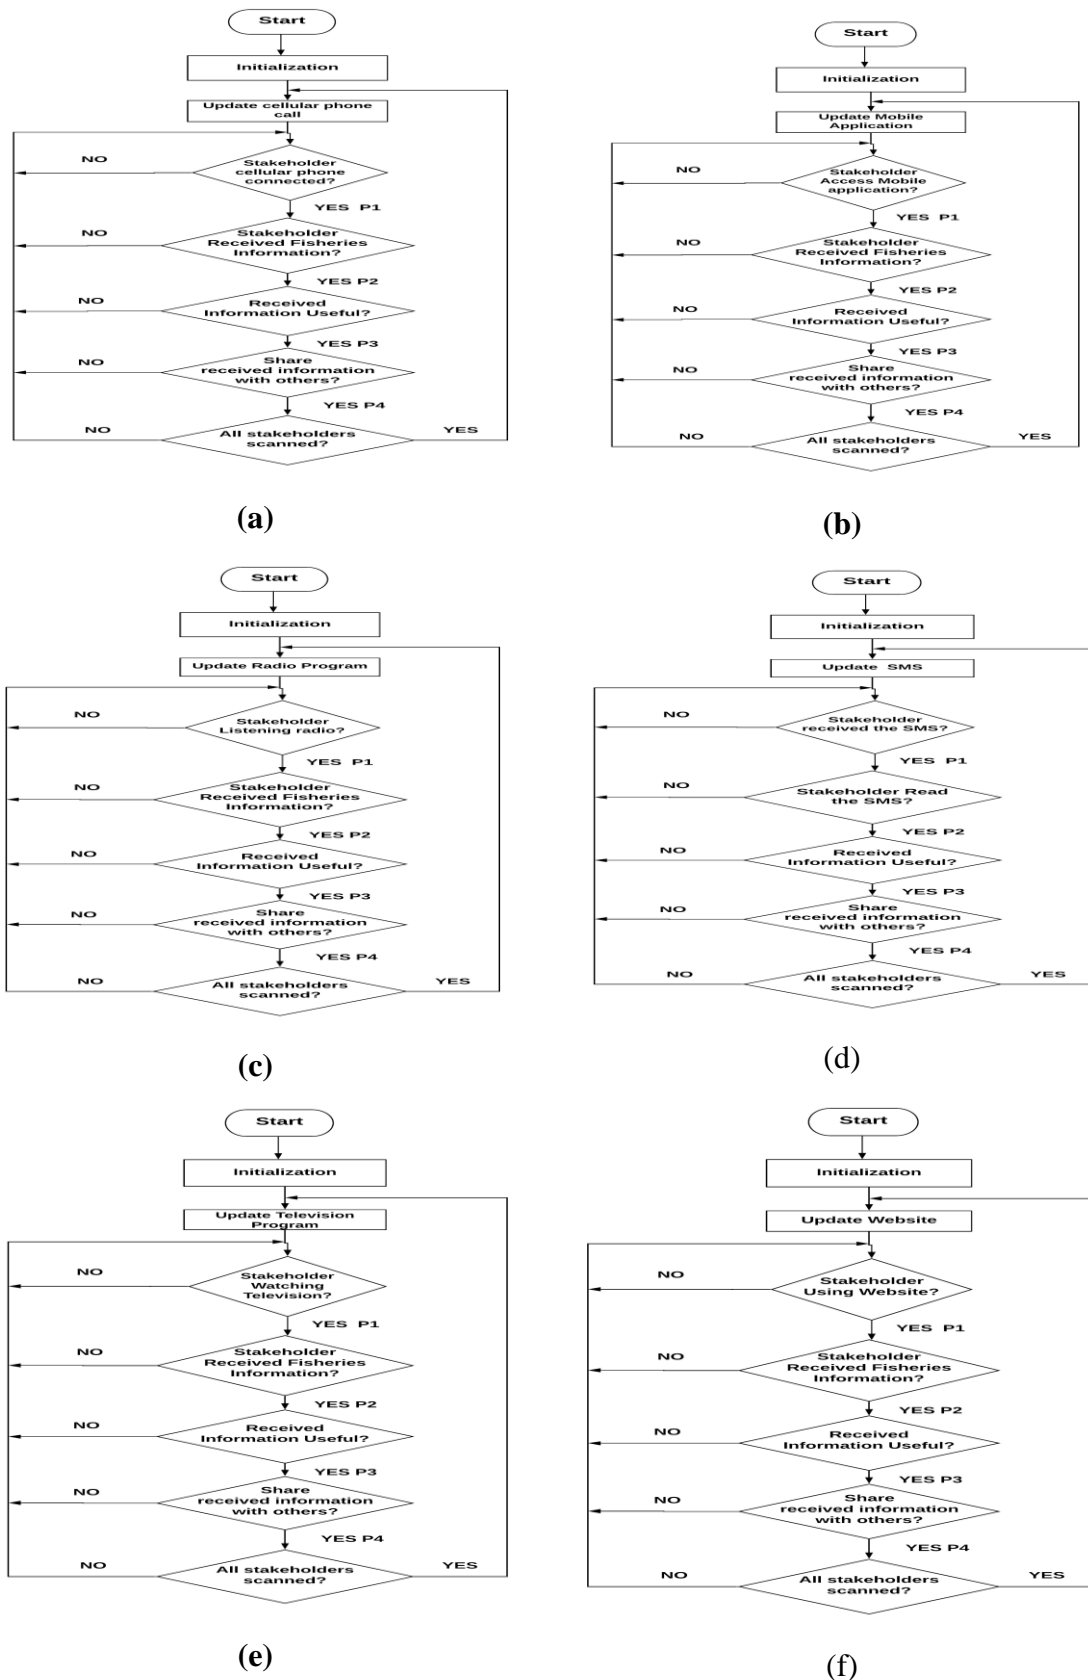 Start
Initialization
Update cellular phone
call
NO
Stakeholder
cellular phone
connected?
YES P1
NO
Stakeholder
Received Fisheries
Information?
YES P2
NO
Received
Information Useful?
YES P3
NO
Share
received information
with others?
YES P4
NO
All stakeholders
scanned?
YES
(a)
Start
Initialization
Update Mobile
Application
NO
Stakeholder
Access Mobile
application?
YES P1
NO
Stakeholder
Received Fisheries
Information?
YES P2
NO
Received
Information Useful?
YES P3
NO
Share
received information
with others?
YES P4
NO
All stakeholders
scanned?
YES
(b)
Start
Initialization
Update Radio Program
NO
Stakeholder
Listening radio?
YES P1
NO
Stakeholder
Received Fisheries
Information?
YES P2
NO
Received
Information Useful?
YES P3
NO
Share
received information
with others?
YES P4
NO
All stakeholders
scanned?
YES
(c)
Start
Initialization
Update SMS
NO
Stakeholder
received the SMS?
YES P1
NO
Stakeholder Read
the SMS?
YES P2
NO
Received
Information Useful?
YES P3
NO
Share
received information
with others?
YES P4
NO
All stakeholders
scanned?
YES
(d)
Start
Initialization
Update Television
Program
NO
Stakeholder
Watching
Television?
YES P1
NO
Stakeholder
Received Fisheries
Information?
YES P2
NO
Received
Information Useful?
YES P3
NO
Share
received information
with others?
YES P4
NO
All stakeholders
scanned?
YES
(e)
Start
Initialization
Update Website
NO
Stakeholder
Using Website?
YES P1
NO
Stakeholder
Received Fisheries
Information?
YES P2
NO
Received
Information Useful?
YES P3
NO
Share
received information
with others?
YES P4
NO
All stakeholders
scanned?
YES
(f)